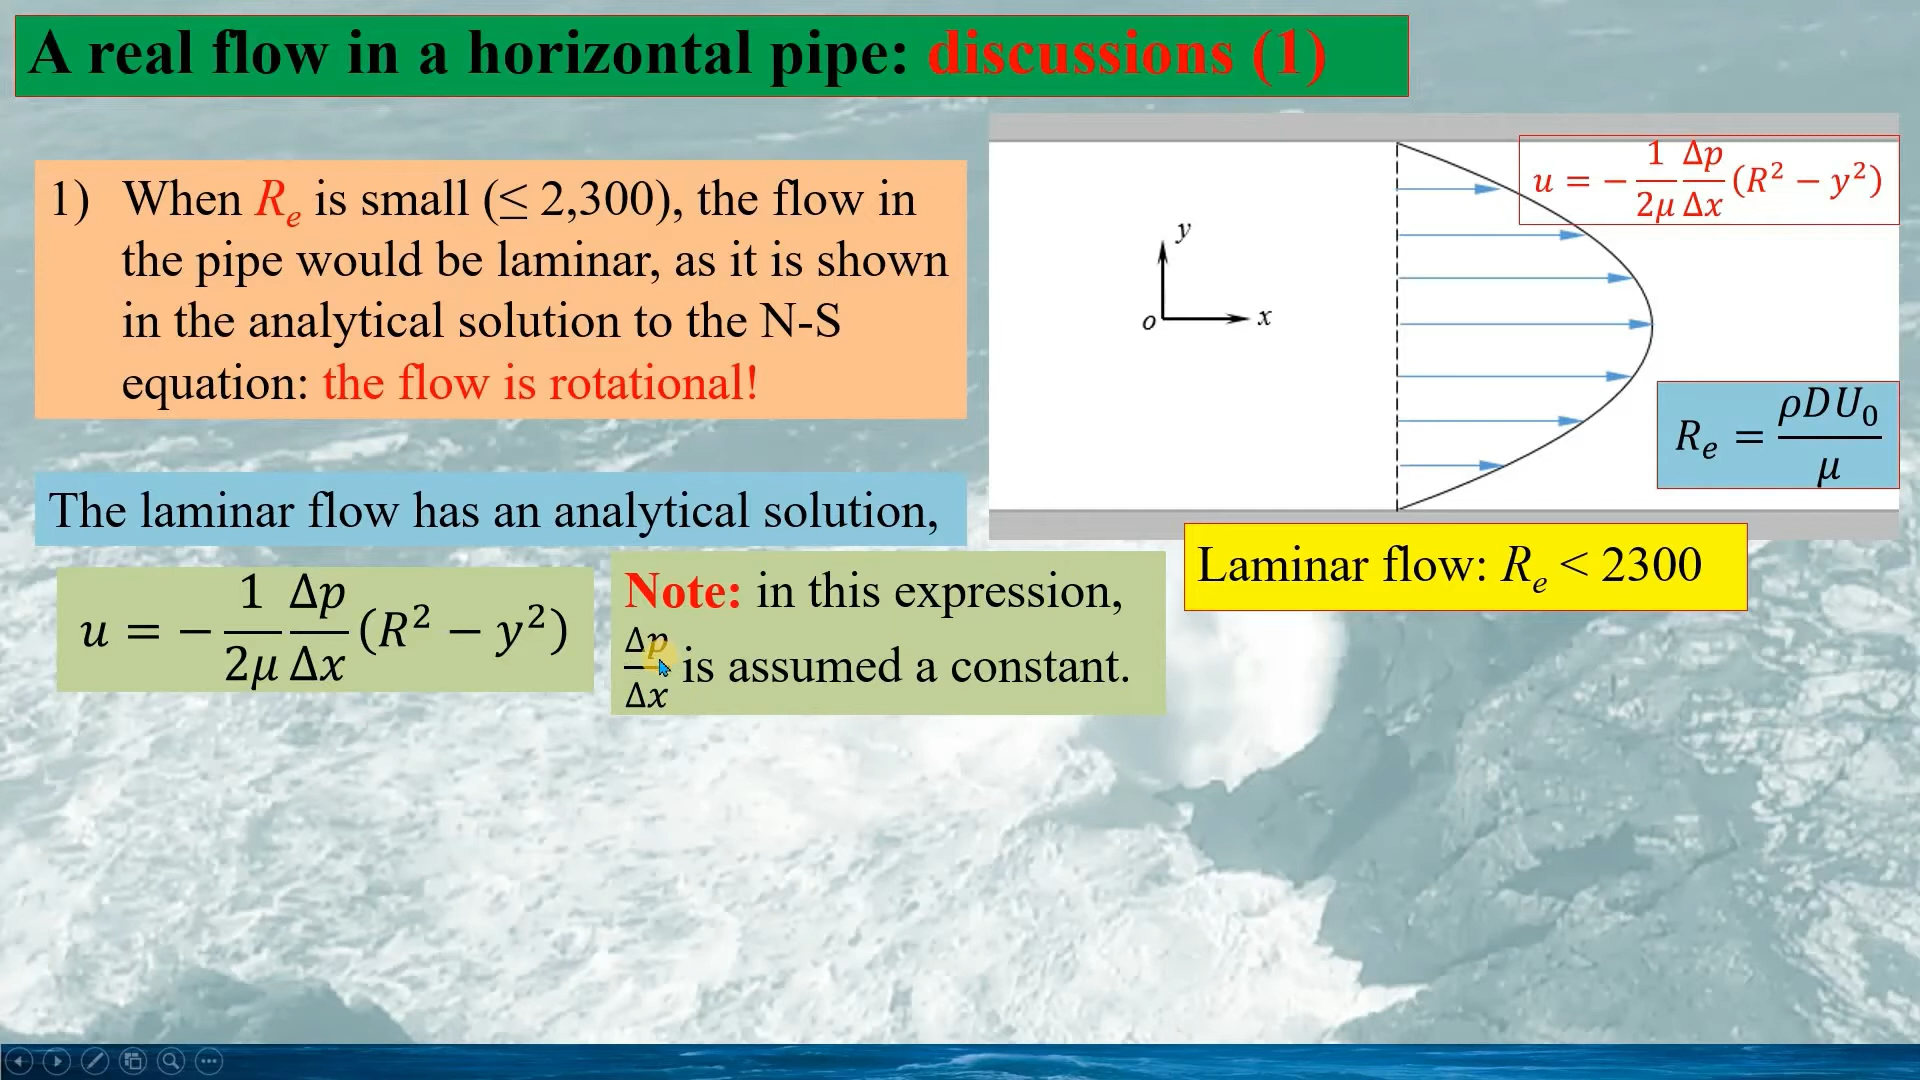 A real flow in a horizontal pipe: discussions (1)
1) When Rₑ is small (≤ 2,300), the flow in
the pipe would be laminar, as it is shown
in the analytical solution to the N-S
equation: the flow is rotational!
The laminar flow has an analytical solution,
u = − 1/2μ Δp/Δx (R² − y²)
Note: in this expression,
Δp/Δx is assumed a constant.
u = − 1/2μ Δp/Δx (R² − y²)
y
o x
Rₑ = ρDU₀/μ
Laminar flow: Rₑ < 2300